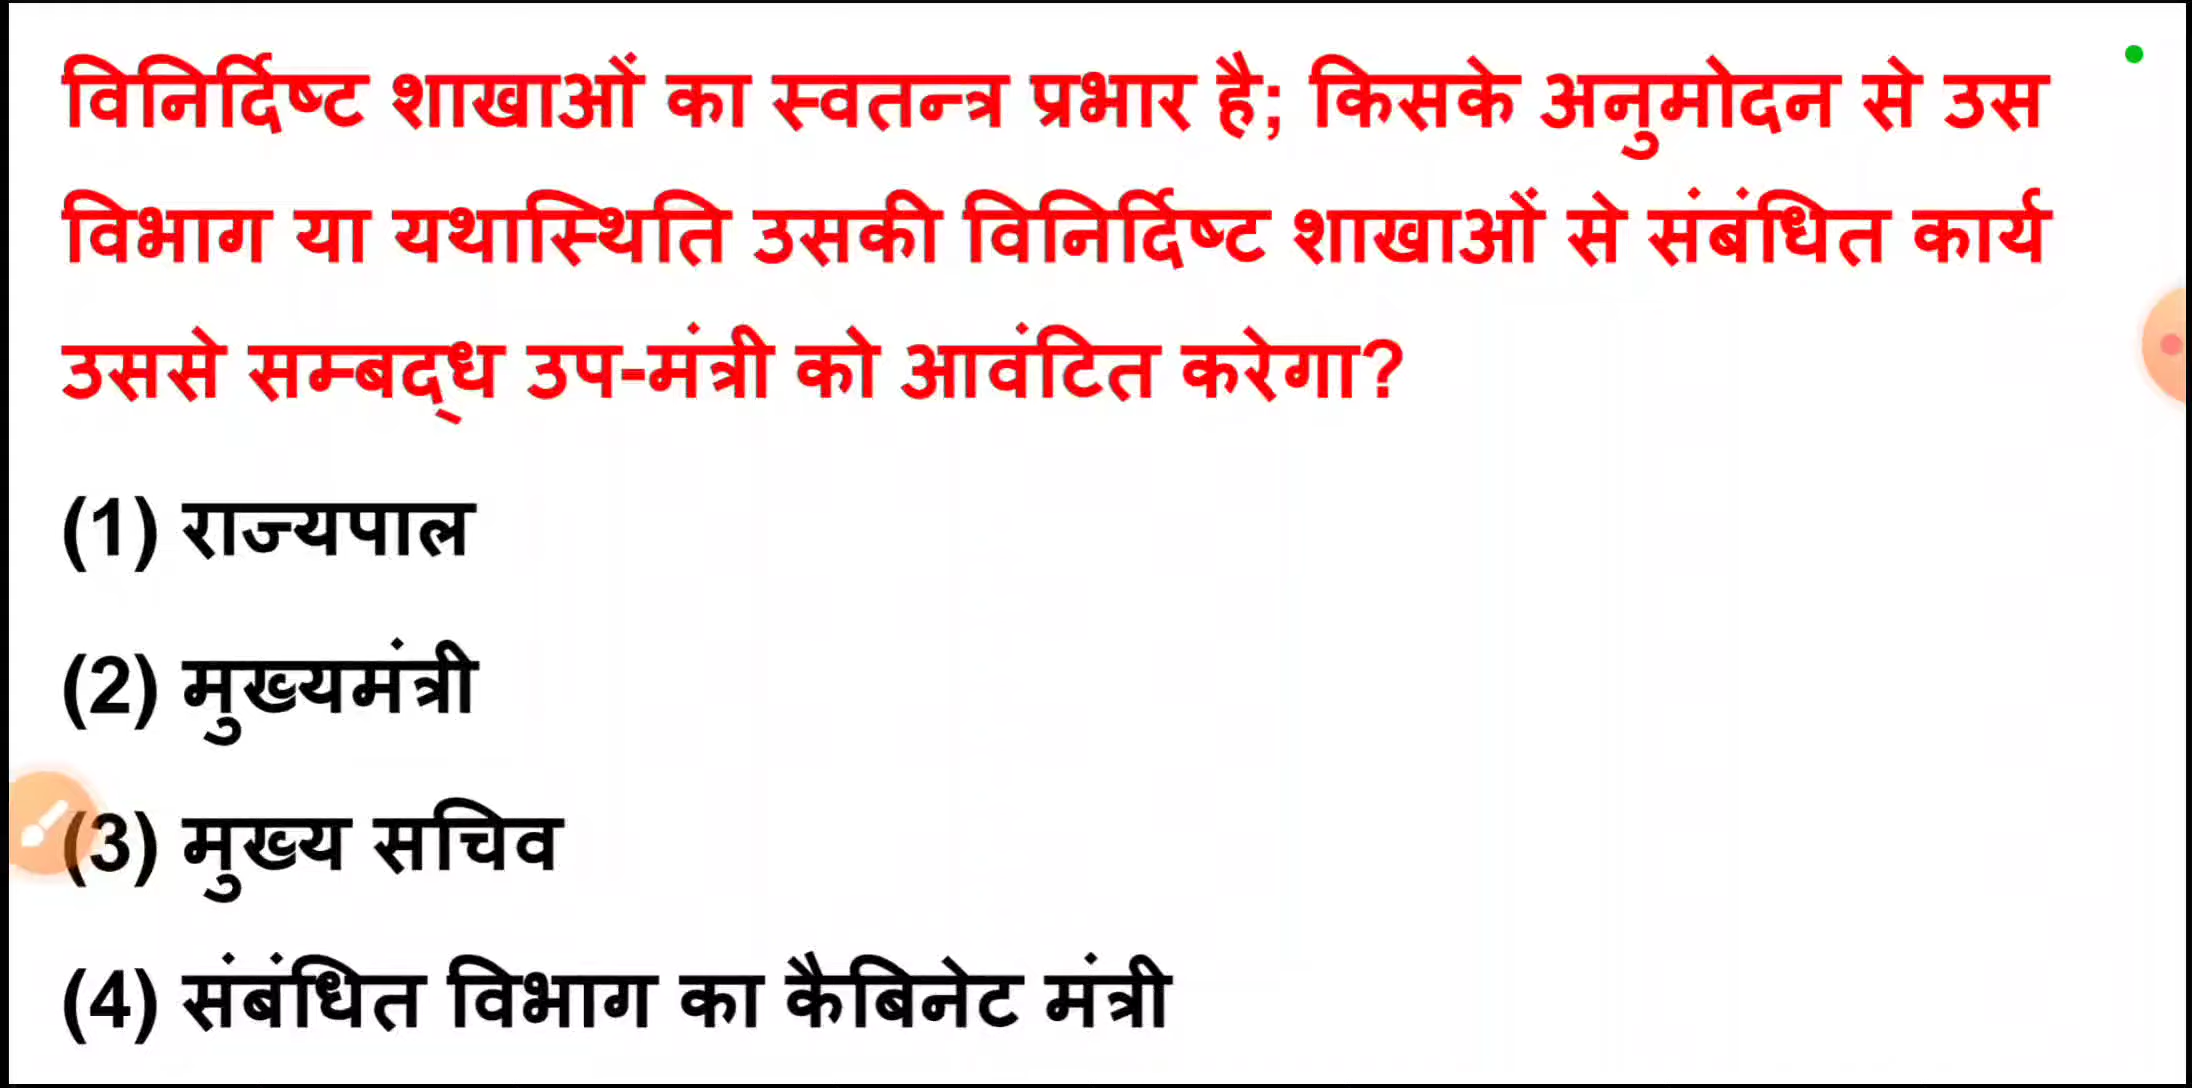 विनिर्दिष्ट शाखाओं का स्वतन्त्र प्रभार है; किसके अनुमोदन से उस
विभाग या यथास्थिति उसकी विनिर्दिष्ट शाखाओं से संबंधित कार्य
उससे सम्बद्ध उप-मंत्री को आवंटित करेगा?
(1) राज्यपाल
(2) मुख्यमंत्री
(3) मुख्य सचिव
(4) संबंधित विभाग का कैबिनेट मंत्री